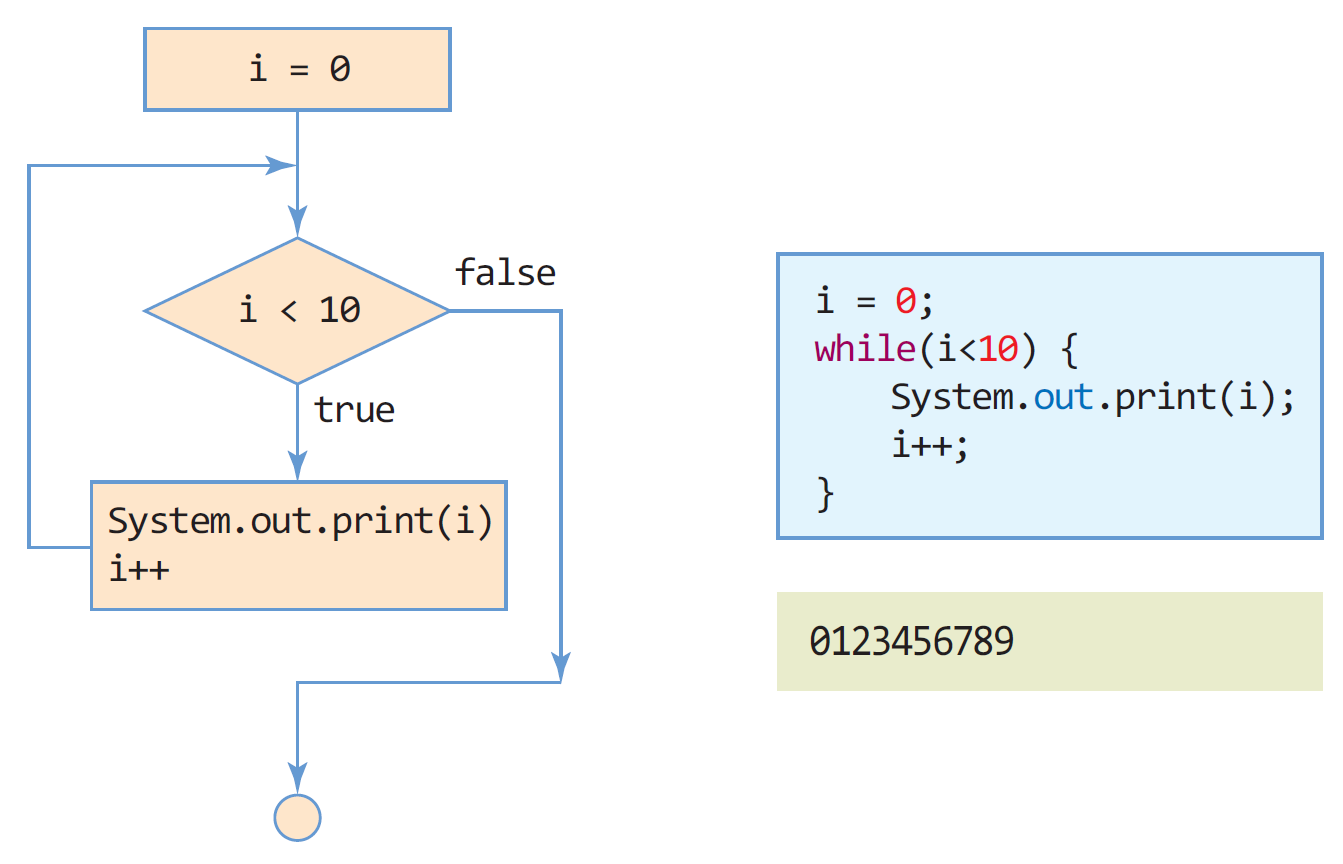 i = 0
i < 10
false
true
System.out.print(i)
i++
i = 0;
while(i<10) {
    System.out.print(i);
    i++;
}
0123456789